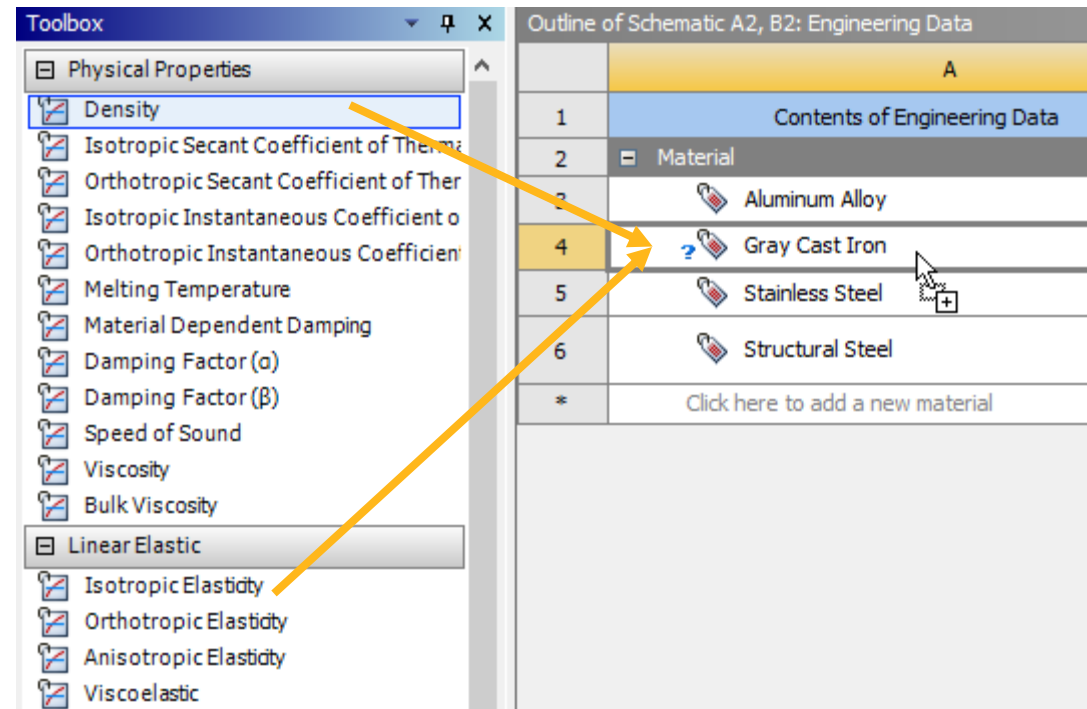 Toolbox
Physical Properties
Density
Isotropic Secant Coefficient of Therma
Orthotropic Secant Coefficient of Ther
Isotropic Instantaneous Coefficient o
Orthotropic Instantaneous Coefficient
Melting Temperature
Material Dependent Damping
Damping Factor (α)
Damping Factor (β)
Speed of Sound
Viscosity
Bulk Viscosity
Linear Elastic
Isotropic Elasticity
Orthotropic Elasticity
Anisotropic Elasticity
Viscoelastic
Outline of Schematic A2, B2: Engineering Data
A
1 Contents of Engineering Data
2 Material
3 Aluminum Alloy
4 ? Gray Cast Iron
5 Stainless Steel
6 Structural Steel
* Click here to add a new material